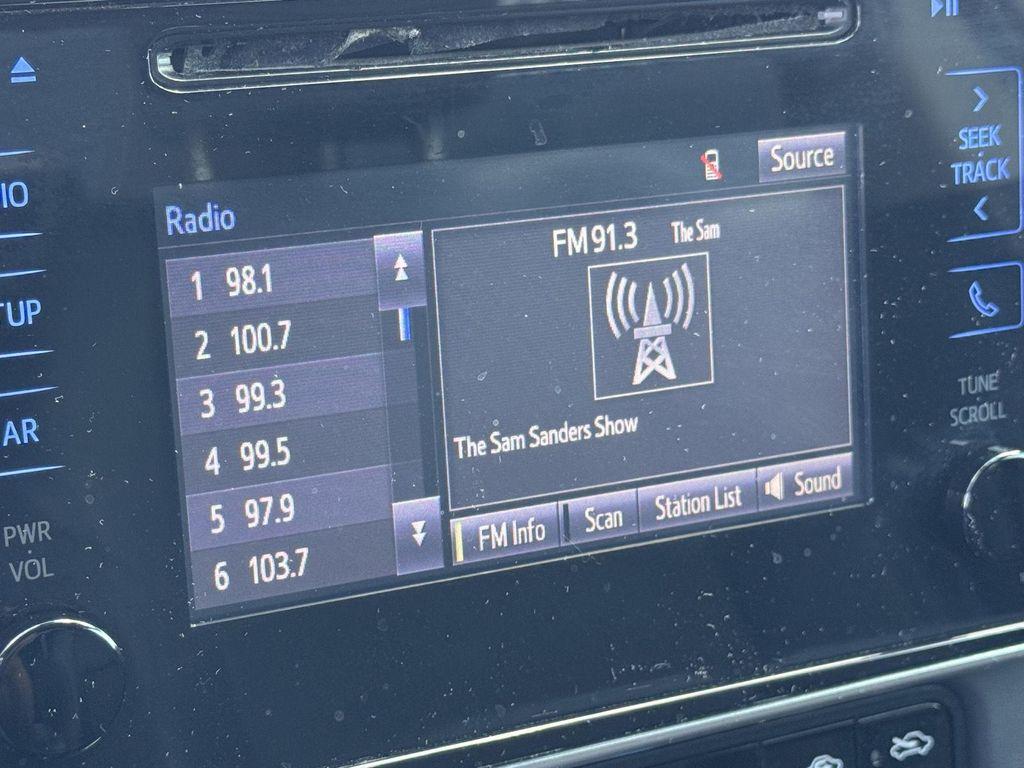 IO
TUP
AR
PWR
VOL
Radio
1 98.1
2 100.7
3 99.3
4 99.5
5 97.9
6 103.7
Source
FM 91.3 The Sam
The Sam Sanders Show
FM Info
Scan
Station List
Sound
SEEK
TRACK
TUNE
SCROLL